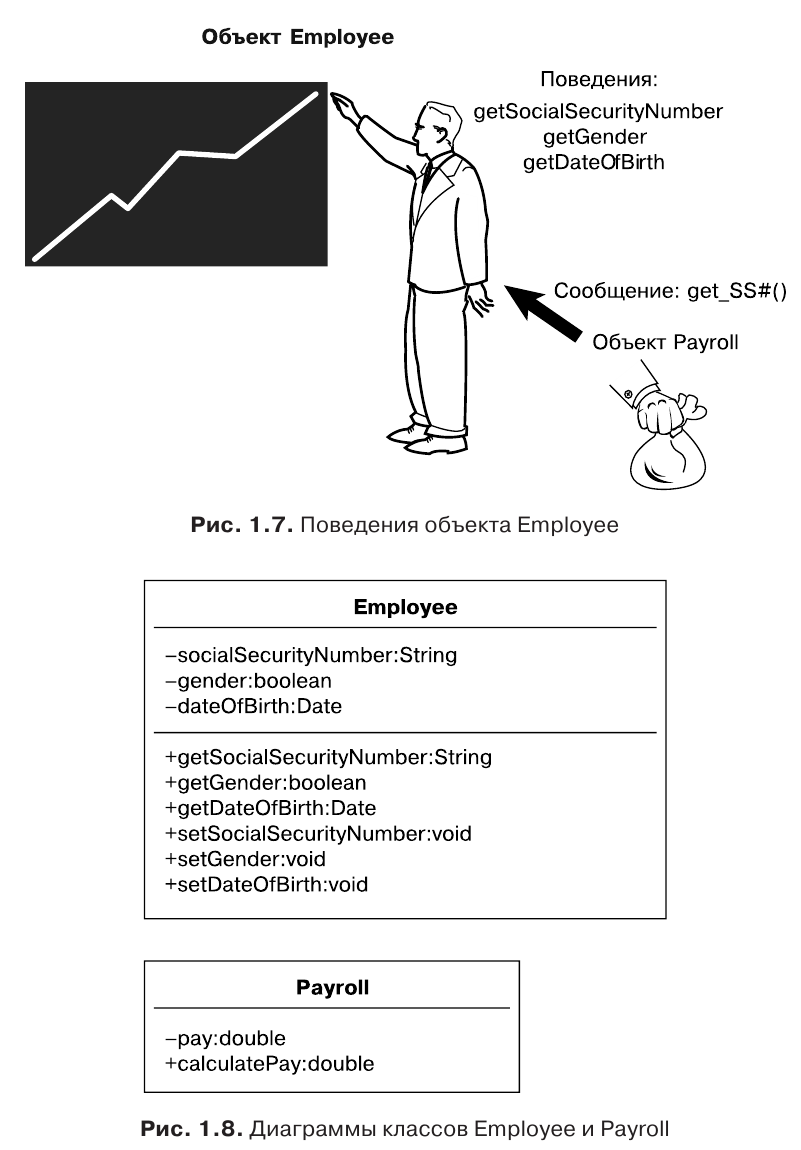 Объект Employee
Поведения:
getSocialSecurityNumber
getGender
getDateOfBirth
Сообщение: get_SS#()
Объект Payroll
Рис. 1.7. Поведения объекта Employee
Employee
–socialSecurityNumber:String
–gender:boolean
–dateOfBirth:Date
+getSocialSecurityNumber:String
+getGender:boolean
+getDateOfBirth:Date
+setSocialSecurityNumber:void
+setGender:void
+setDateOfBirth:void
Payroll
–pay:double
+calculatePay:double
Рис. 1.8. Диаграммы классов Employee и Payroll